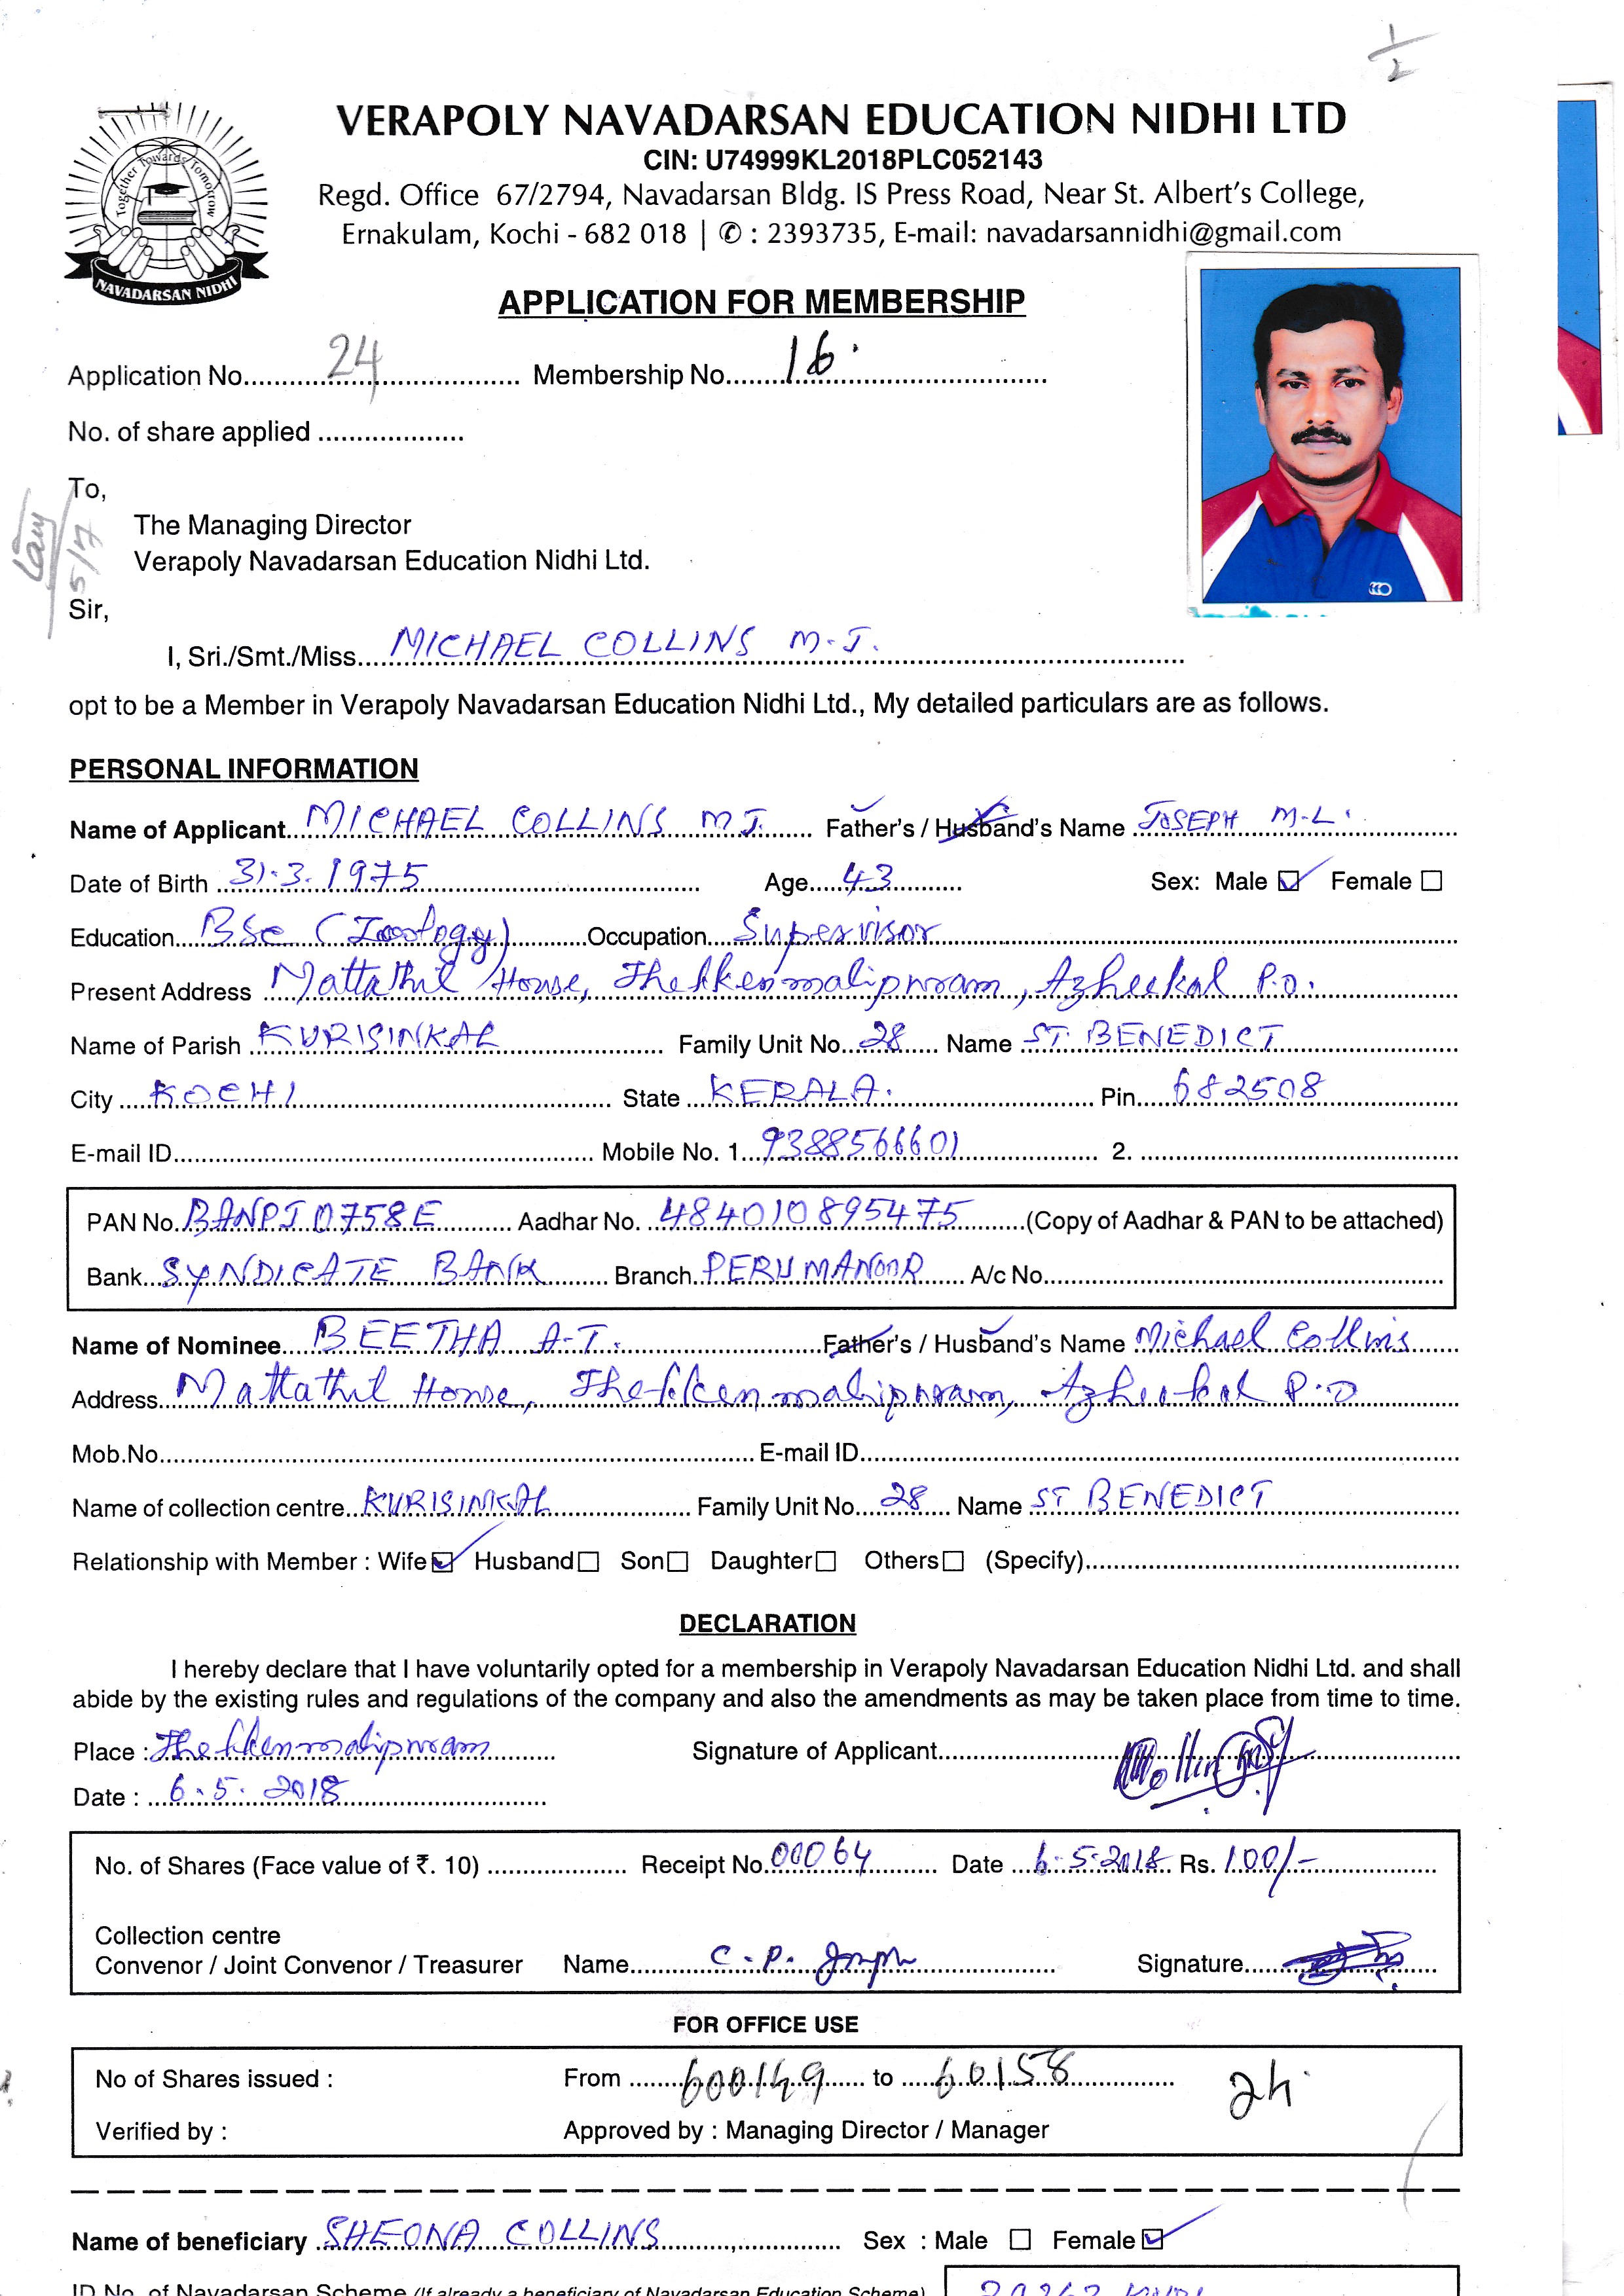 1/2
VERAPOLY NAVADARSAN EDUCATION NIDHI LTD
CIN: U74999KL2018PLC052143
Regd. Office 67/2794, Navadarsan Bldg. IS Press Road, Near St. Albert's College,
Ernakulam, Kochi - 682 018 | ✆ : 2393735, E-mail: navadarsannidhi@gmail.com
Together Towards Tomorrow
NAVADARSAN NIDHI
APPLICATION FOR MEMBERSHIP
Application No. 24 Membership No. 16
No. of share applied
To,
5/7
The Managing Director
Verapoly Navadarsan Education Nidhi Ltd.
Sir,
I, Sri./Smt./Miss. MICHAEL COLLINS M.J.
opt to be a Member in Verapoly Navadarsan Education Nidhi Ltd., My detailed particulars are as follows.
PERSONAL INFORMATION
Name of Applicant MICHAEL COLLINS M J. Father's / Husband's Name JOSEPH M.L.
Date of Birth 31.3.1975 Age 43 Sex: Male Female
Education BSc (Zoology) Occupation Supervisor
Present Address Mattathil House, Thekkenmalipuram, Azheekal P.O.
Name of Parish KURISINKAL Family Unit No. 28 Name ST. BENEDICT
City KOCHI State KERALA. Pin 682508
E-mail ID Mobile No. 1. 9388566601 2.
PAN No. BANPJ0758E Aadhar No. 484010895475 (Copy of Aadhar & PAN to be attached)
Bank SYNDICATE BANK Branch PERUMANOOR A/c No.
Name of Nominee BEETHA A.T. Father's / Husband's Name Michael Collins
Address Mattathil House, Thekkenmalipuram, Azheekal P.O
Mob.No. E-mail ID
Name of collection centre KURISINKAL Family Unit No. 28 Name ST BENEDICT
Relationship with Member : Wife Husband Son Daughter Others (Specify)
DECLARATION
I hereby declare that I have voluntarily opted for a membership in Verapoly Navadarsan Education Nidhi Ltd. and shall
abide by the existing rules and regulations of the company and also the amendments as may be taken place from time to time.
Place : Thekkenmalipuram Signature of Applicant
Date : 6.5.2018
No. of Shares (Face value of ₹. 10) Receipt No. 00064 Date 6.5.2018 Rs. 100/-
Collection centre
Convenor / Joint Convenor / Treasurer Name C.P. Joseph Signature
FOR OFFICE USE
No of Shares issued : From 600149 to 60158 24
Verified by : Approved by : Managing Director / Manager
Name of beneficiary SHEONA COLLINS Sex : Male Female
ID No. of Navadarsan Scheme (If already a beneficiary of Navadarsan Education Scheme)